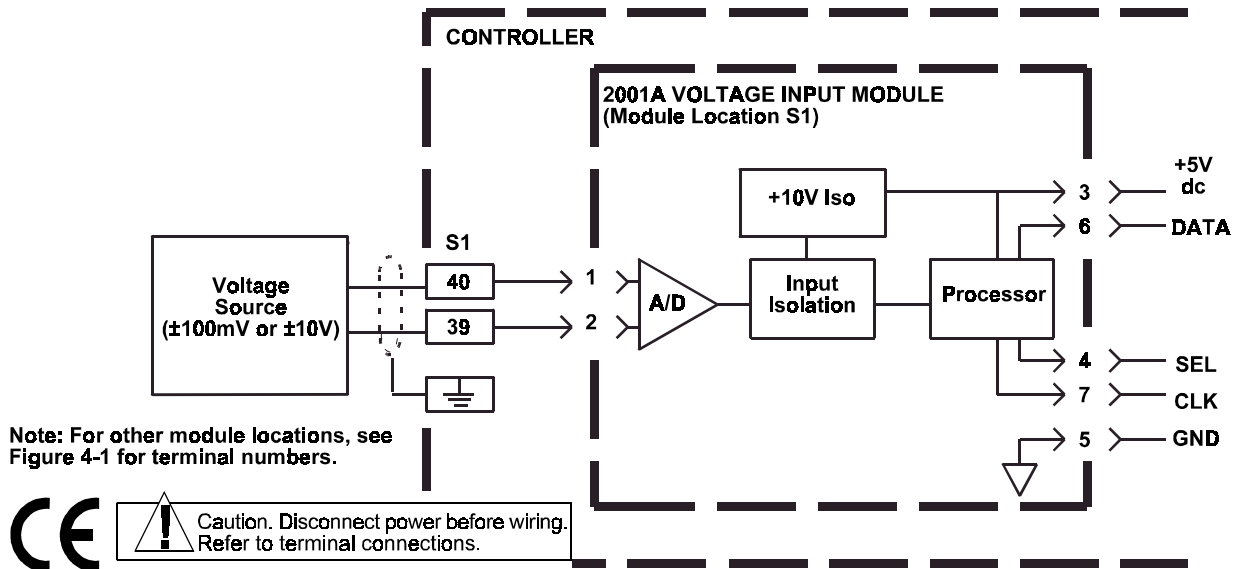 CONTROLLER
2001A VOLTAGE INPUT MODULE
(Module Location S1)
+5V
dc
+10V Iso
3
6
DATA
S1
Voltage
Source
(±100mV or ±10V)
40
39
1
2
A/D
Input
Isolation
Processor
4
SEL
7
CLK
5
GND
Note: For other module locations, see
Figure 4-1 for terminal numbers.
CE
! Caution. Disconnect power before wiring.
Refer to terminal connections.